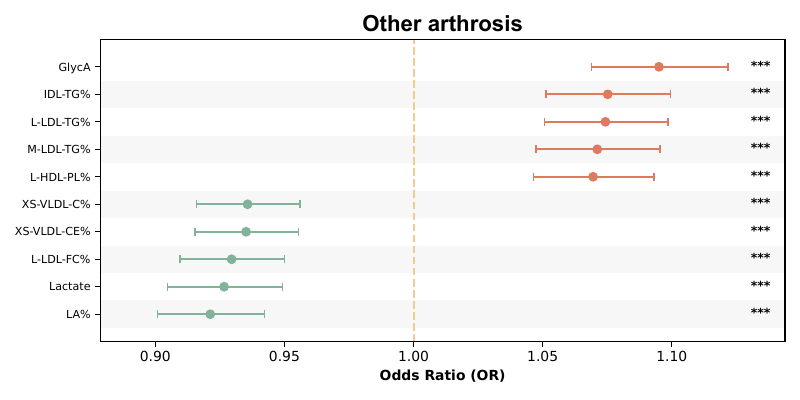 Other arthrosis
GlycA ***
IDL-TG% ***
L-LDL-TG% ***
M-LDL-TG% ***
L-HDL-PL% ***
XS-VLDL-C% ***
XS-VLDL-CE% ***
L-LDL-FC% ***
Lactate ***
LA% ***
0.90 0.95 1.00 1.05 1.10
Odds Ratio (OR)